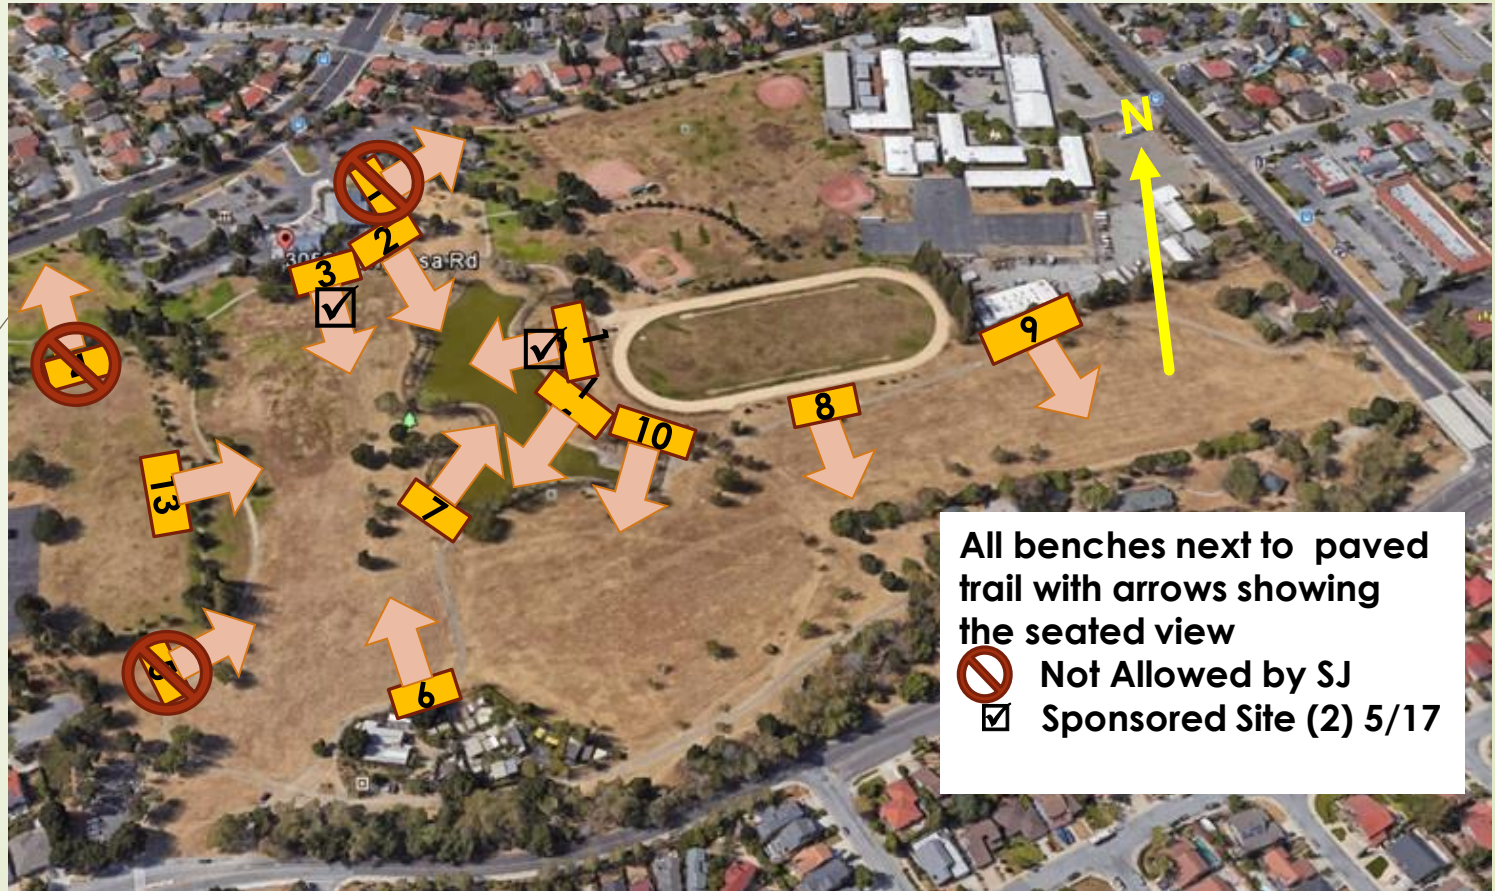 N
2
3
305
sa Rd
9
8
10
7
13
6
All benches next to paved
trail with arrows showing
the seated view
Not Allowed by SJ
Sponsored Site (2) 5/17